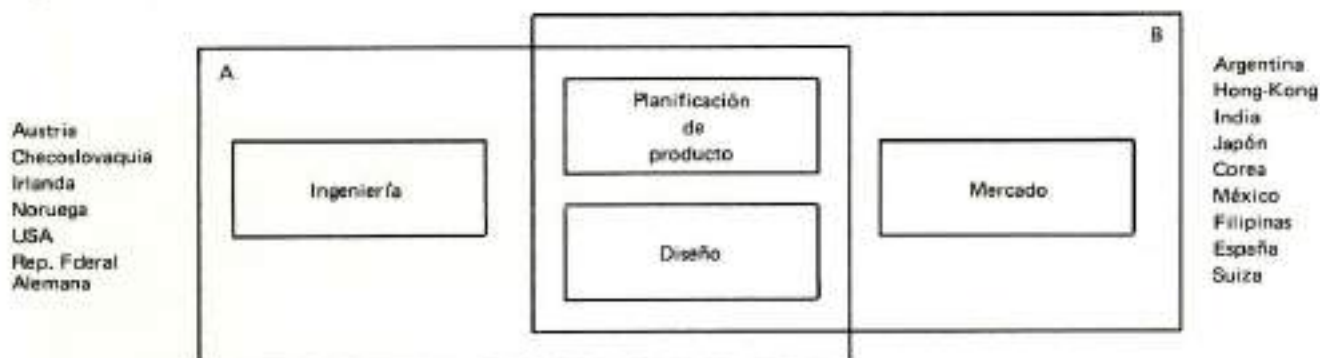 A
B
Austria
Checoslovaquia
Irlanda
Noruega
USA
Rep. Fderal
Alemana
Ingeniería
Planificación
de
producto
Diseño
Mercado
Argentina
Hong-Kong
India
Japón
Corea
México
Filipinas
España
Suiza